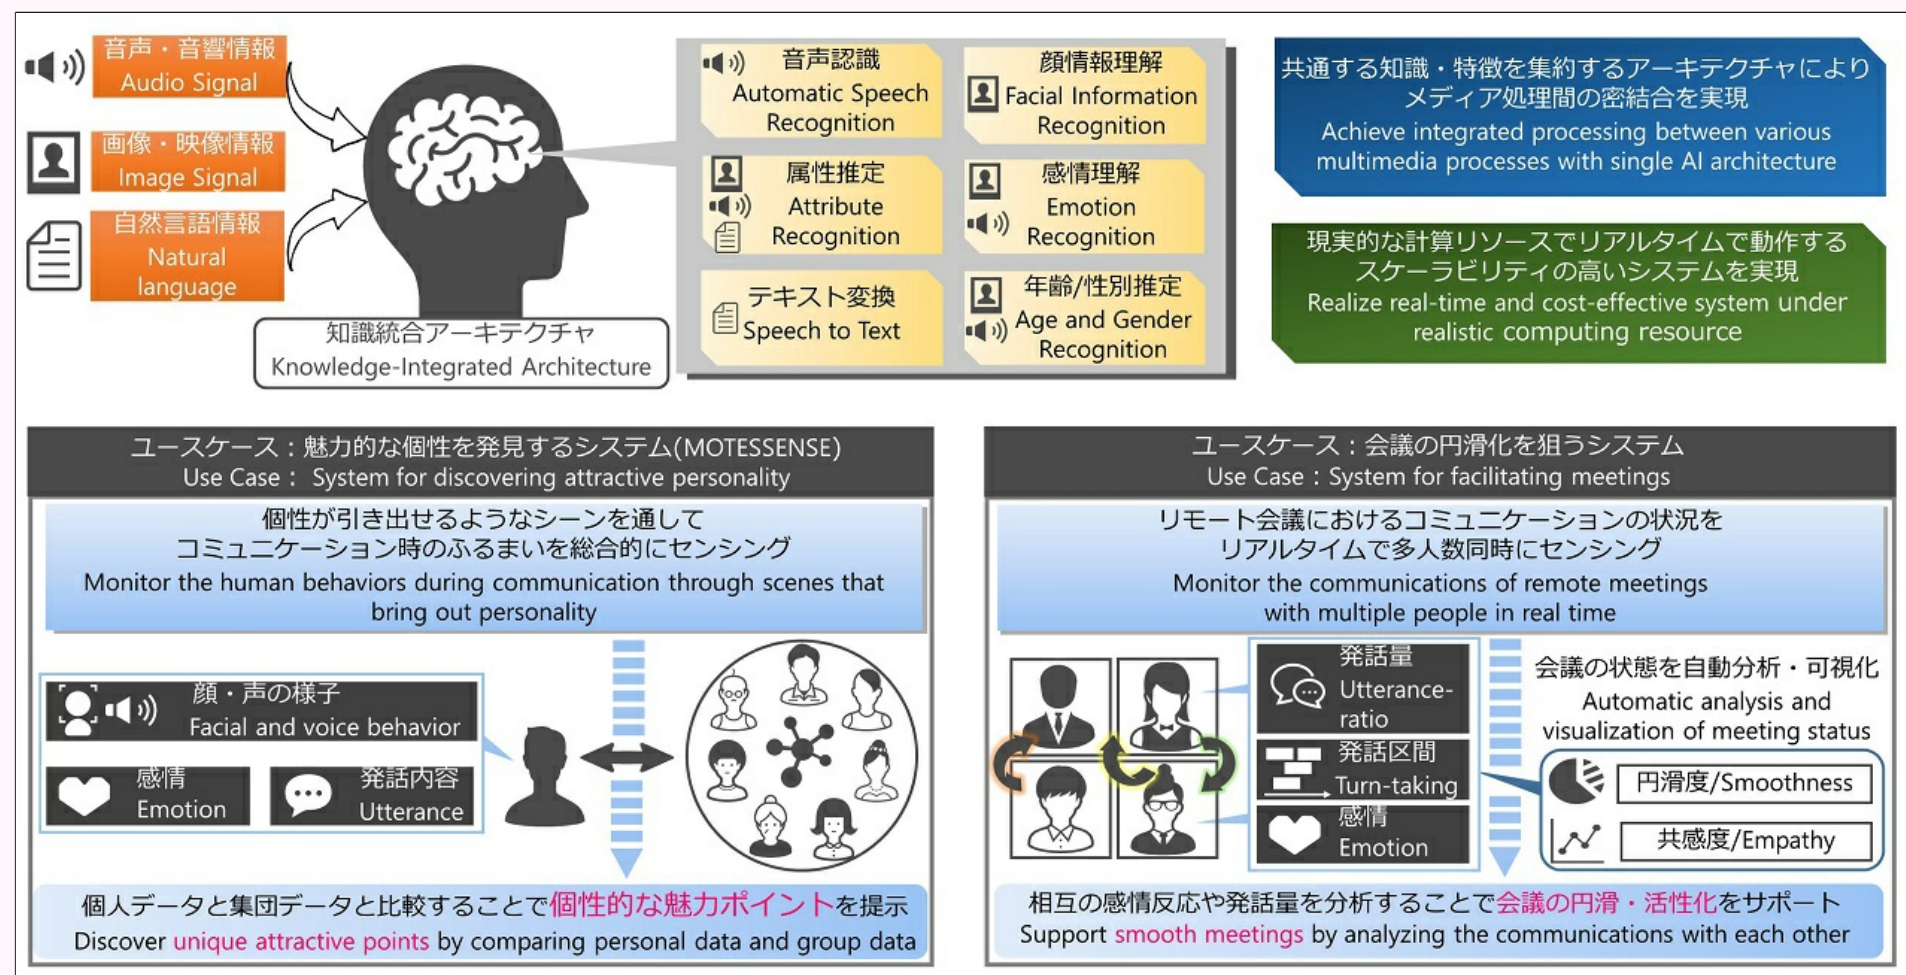 音声・音響情報
Audio Signal
画像・映像情報
Image Signal
自然言語情報
Natural
language
知識統合アーキテクチャ
Knowledge-Integrated Architecture
音声認識
Automatic Speech
Recognition
顔情報理解
Facial Information
Recognition
属性推定
Attribute
Recognition
感情理解
Emotion
Recognition
テキスト変換
Speech to Text
年齢/性別推定
Age and Gender
Recognition
共通する知識・特徴を集約するアーキテクチャにより
メディア処理間の密結合を実現
Achieve integrated processing between various
multimedia processes with single AI architecture
現実的な計算リソースでリアルタイムで動作する
スケーラビリティの高いシステムを実現
Realize real-time and cost-effective system under
realistic computing resource
ユースケース：魅力的な個性を発見するシステム(MOTESSENSE)
Use Case： System for discovering attractive personality
個性が引き出せるようなシーンを通して
コミュニケーション時のふるまいを総合的にセンシング
Monitor the human behaviors during communication through scenes that
bring out personality
顔・声の様子
Facial and voice behavior
感情
Emotion
発話内容
Utterance
個人データと集団データと比較することで個性的な魅力ポイントを提示
Discover unique attractive points by comparing personal data and group data
ユースケース：会議の円滑化を狙うシステム
Use Case：System for facilitating meetings
リモート会議におけるコミュニケーションの状況を
リアルタイムで多人数同時にセンシング
Monitor the communications of remote meetings
with multiple people in real time
発話量
Utterance-
ratio
発話区間
Turn-taking
感情
Emotion
会議の状態を自動分析・可視化
Automatic analysis and
visualization of meeting status
円滑度/Smoothness
共感度/Empathy
相互の感情反応や発話量を分析することで会議の円滑・活性化をサポート
Support smooth meetings by analyzing the communications with each other